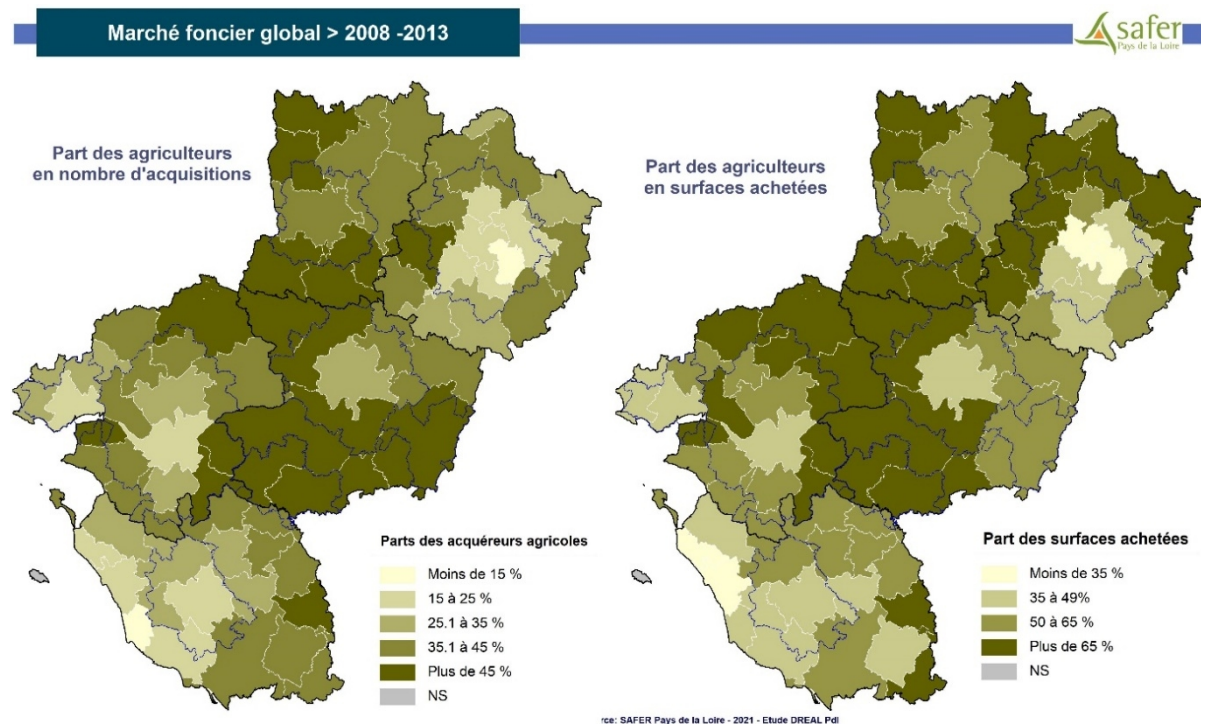 Marché foncier global > 2008 -2013
safer
Pays de la Loire
Part des agriculteurs
en nombre d'acquisitions
Part des agriculteurs
en surfaces achetées
Parts des acquéreurs agricoles
Moins de 15 %
15 à 25 %
25.1 à 35 %
35.1 à 45 %
Plus de 45 %
NS
Part des surfaces achetées
Moins de 35 %
35 à 49%
50 à 65 %
Plus de 65 %
NS
rce: SAFER Pays de la Loire - 2021 - Etude DREAL Pdl